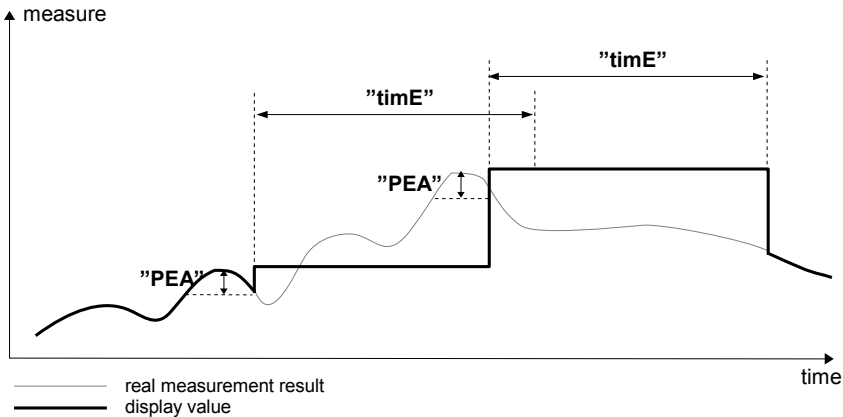 measure
”timE”
”timE”
”PEA”
”PEA”
time
real measurement result
display value